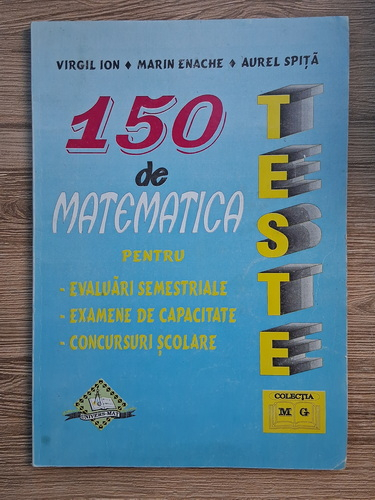 VIRGIL ION ♦ MARIN ENACHE ♦ AUREL SPIȚĂ
150
TESTE
de
MATEMATICA
PENTRU
- EVALUĂRI SEMESTRIALE
- EXAMENE DE CAPACITATE
- CONCURSURI ȘCOLARE
COLECȚIA
M G